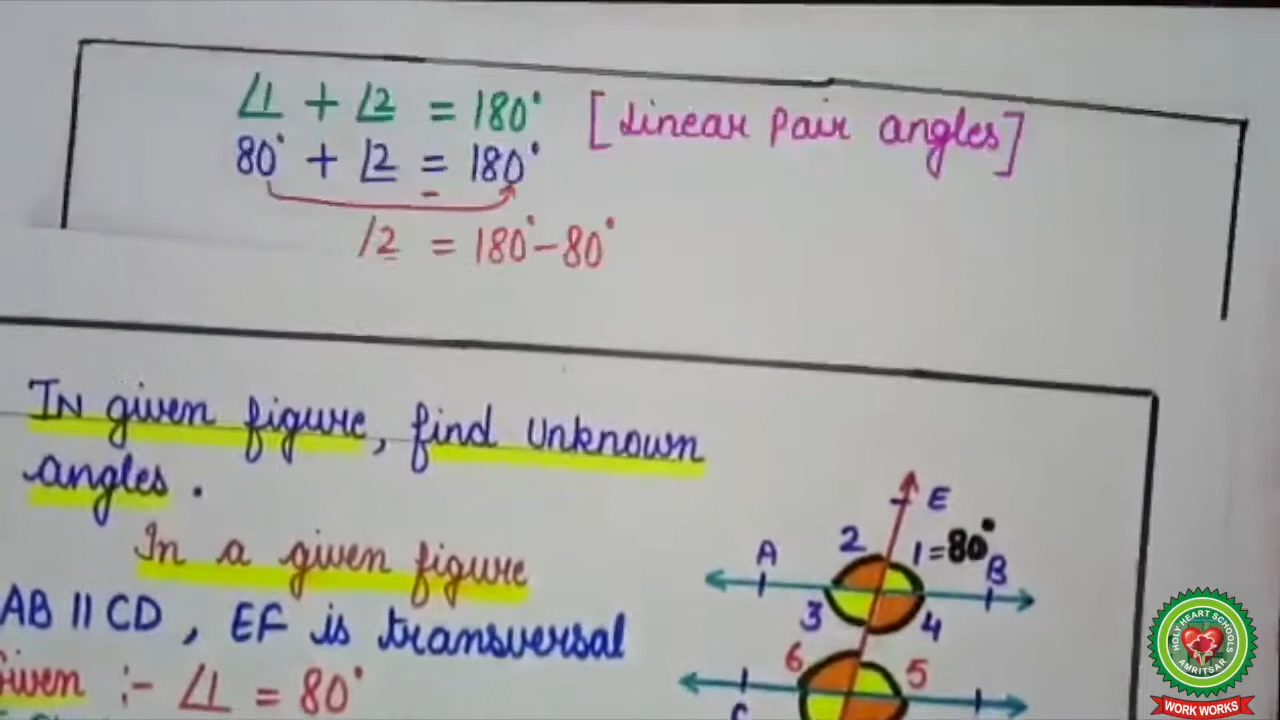 ∠1 + ∠2 = 180° [Linear Pair angles]
80° + ∠2 = 180°
-
∠2 = 180° - 80°
IN given figure, find unknown
angles .
In a given figure
AB || CD , EF is transversal
Given :- ∠1 = 80°
E
2 1 = 80°
A B
3 4
6 5
C
HOLY HEART SCHOOLS
AMRITSAR
WORK WORKS